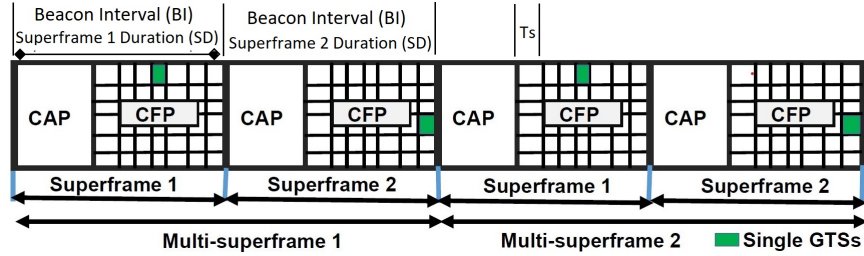 Beacon Interval (BI)
Superframe 1 Duration (SD)
Beacon Interval (BI)
Superframe 2 Duration (SD)
Ts
CAP
CFP
CAP
CFP
CAP
CFP
CAP
CFP
Superframe 1
Superframe 2
Superframe 1
Superframe 2
Multi-superframe 1
Multi-superframe 2
Single GTSs